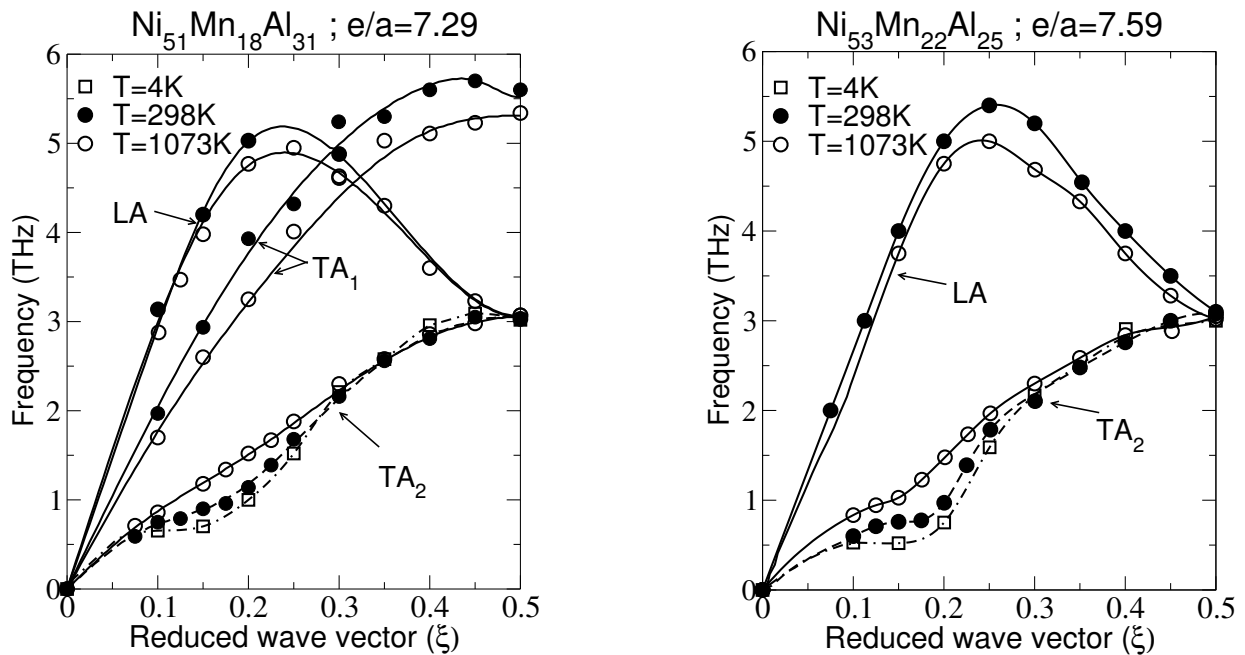 Ni51Mn18Al31 ; e/a=7.29
T=4K
T=298K
T=1073K
LA
TA1
TA2
Frequency (THz)
6
5
4
3
2
1
0
0 0.1 0.2 0.3 0.4 0.5
Reduced wave vector (ξ)
Ni53Mn22Al25 ; e/a=7.59
T=4K
T=298K
T=1073K
LA
TA2
Frequency (THz)
6
5
4
3
2
1
0
0 0.1 0.2 0.3 0.4 0.5
Reduced wave vector (ξ)